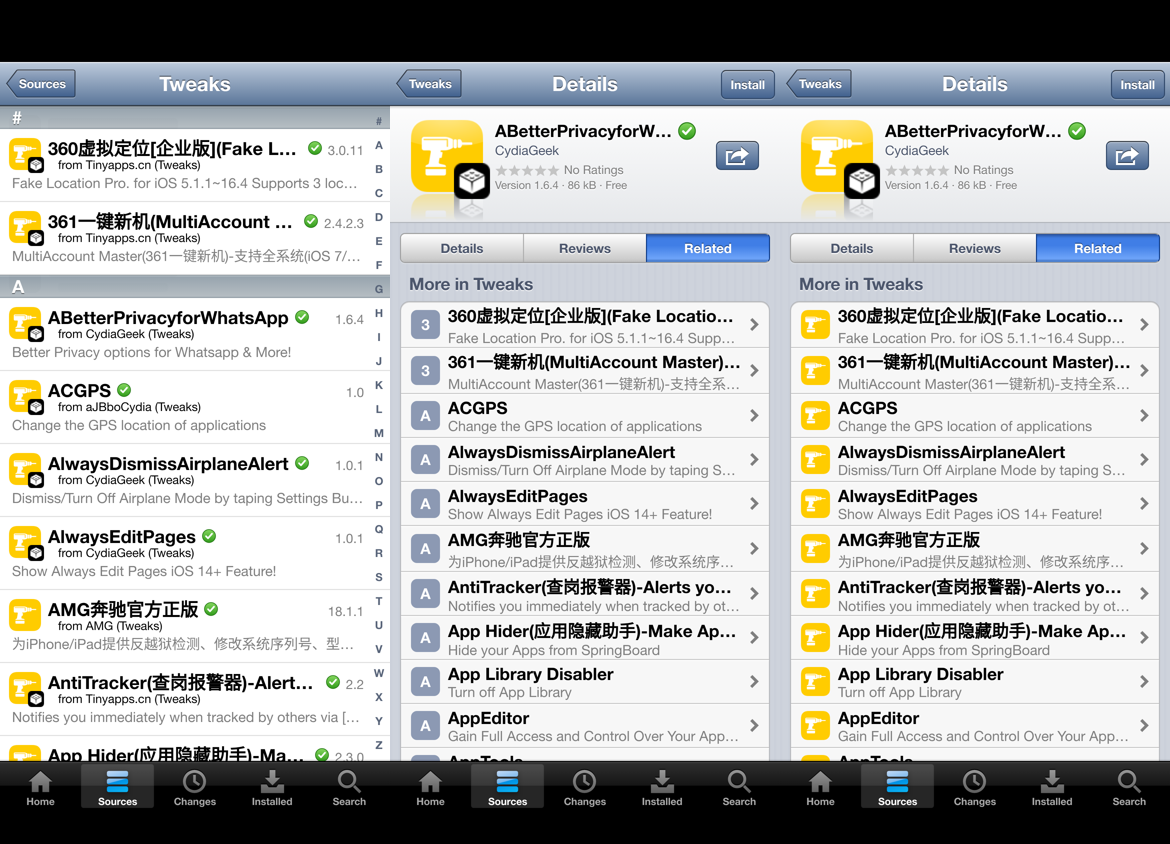 Sources
Tweaks
#
360虚拟定位[企业版](Fake L...
3.0.11
from Tinyapps.cn (Tweaks)
Fake Location Pro. for iOS 5.1.1~16.4 Supports 3 loc...
361一键新机(MultiAccount ...
2.4.2.3
from Tinyapps.cn (Tweaks)
MultiAccount Master(361一键新机)-支持全系统(iOS 7/...
A
ABetterPrivacyforWhatsApp
1.6.4
from CydiaGeek (Tweaks)
Better Privacy options for Whatsapp & More!
ACGPS
1.0
from aJBboCydia (Tweaks)
Change the GPS location of applications
AlwaysDismissAirplaneAlert
1.0.1
from CydiaGeek (Tweaks)
Dismiss/Turn Off Airplane Mode by taping Settings Bu...
AlwaysEditPages
1.0.1
from CydiaGeek (Tweaks)
Show Always Edit Pages iOS 14+ Feature!
AMG奔驰官方正版
18.1.1
from AMG (Tweaks)
为iPhone/iPad提供反越狱检测、修改系统序列号、型...
AntiTracker(查岗报警器)-Alert...
2.2
from Tinyapps.cn (Tweaks)
Notifies you immediately when tracked by others via [...
App Hider(应用隐藏助手)-Ma...
2.3.0
#
A
B
C
D
E
F
G
H
I
J
K
L
M
N
O
P
Q
R
S
T
U
V
W
X
Y
Z
Home
Sources
Changes
Installed
Search
Tweaks
Details
Install
ABetterPrivacyforW...
CydiaGeek
No Ratings
Version 1.6.4 · 86 kB · Free
Details
Reviews
Related
More in Tweaks
3
360虚拟定位[企业版](Fake Locatio...
Fake Location Pro. for iOS 5.1.1~16.4 Supp...
3
361一键新机(MultiAccount Master)...
MultiAccount Master(361一键新机)-支持全系...
A
ACGPS
Change the GPS location of applications
A
AlwaysDismissAirplaneAlert
Dismiss/Turn Off Airplane Mode by taping S...
A
AlwaysEditPages
Show Always Edit Pages iOS 14+ Feature!
A
AMG奔驰官方正版
为iPhone/iPad提供反越狱检测、修改系统序...
A
AntiTracker(查岗报警器)-Alerts yo...
Notifies you immediately when tracked by ot...
A
App Hider(应用隐藏助手)-Make Ap...
Hide your Apps from SpringBoard
A
App Library Disabler
Turn off App Library
A
AppEditor
Gain Full Access and Control Over Your App...
AppTools
Home
Sources
Changes
Installed
Search
Tweaks
Details
Install
ABetterPrivacyforW...
CydiaGeek
No Ratings
Version 1.6.4 · 86 kB · Free
Details
Reviews
Related
More in Tweaks
360虚拟定位[企业版](Fake Locatio...
Fake Location Pro. for iOS 5.1.1~16.4 Supp...
361一键新机(MultiAccount Master)...
MultiAccount Master(361一键新机)-支持全系...
ACGPS
Change the GPS location of applications
AlwaysDismissAirplaneAlert
Dismiss/Turn Off Airplane Mode by taping S...
AlwaysEditPages
Show Always Edit Pages iOS 14+ Feature!
AMG奔驰官方正版
为iPhone/iPad提供反越狱检测、修改系统序...
AntiTracker(查岗报警器)-Alerts yo...
Notifies you immediately when tracked by ot...
App Hider(应用隐藏助手)-Make Ap...
Hide your Apps from SpringBoard
App Library Disabler
Turn off App Library
AppEditor
Gain Full Access and Control Over Your App...
AppTools
Home
Sources
Changes
Installed
Search